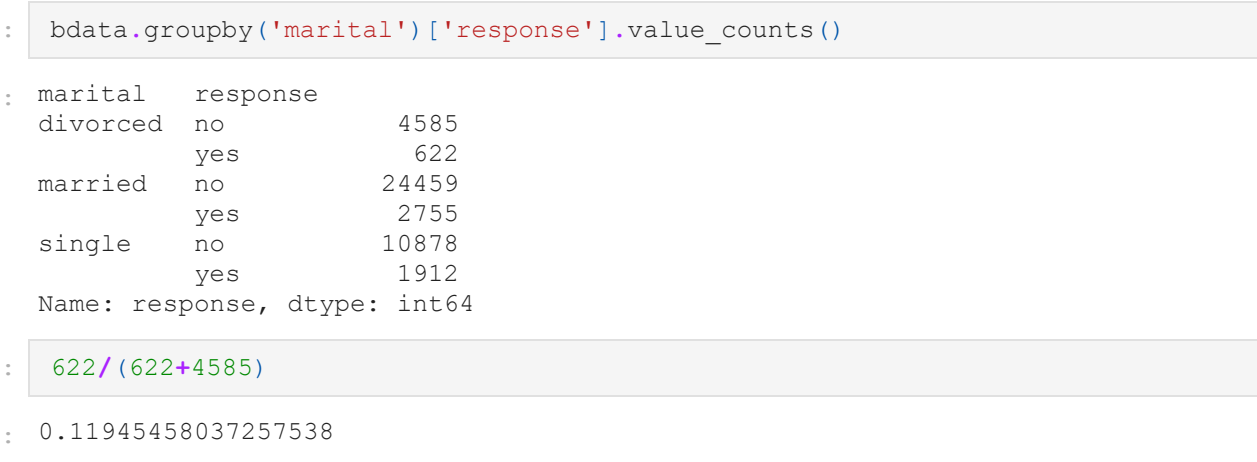 : bdata.groupby('marital')['response'].value_counts()
: marital   response
divorced  no           4585
          yes           622
married   no          24459
          yes          2755
single    no          10878
          yes          1912
Name: response, dtype: int64
: 622/(622+4585)
: 0.11945458037257538